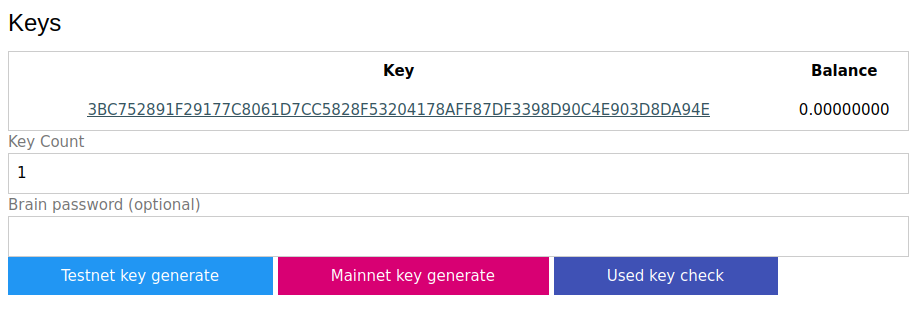 Keys
Key Balance
3BC752891F29177C8061D7CC5828F53204178AFF87DF3398D90C4E903D8DA94E 0.00000000
Key Count
1
Brain password (optional)
Testnet key generate Mainnet key generate Used key check